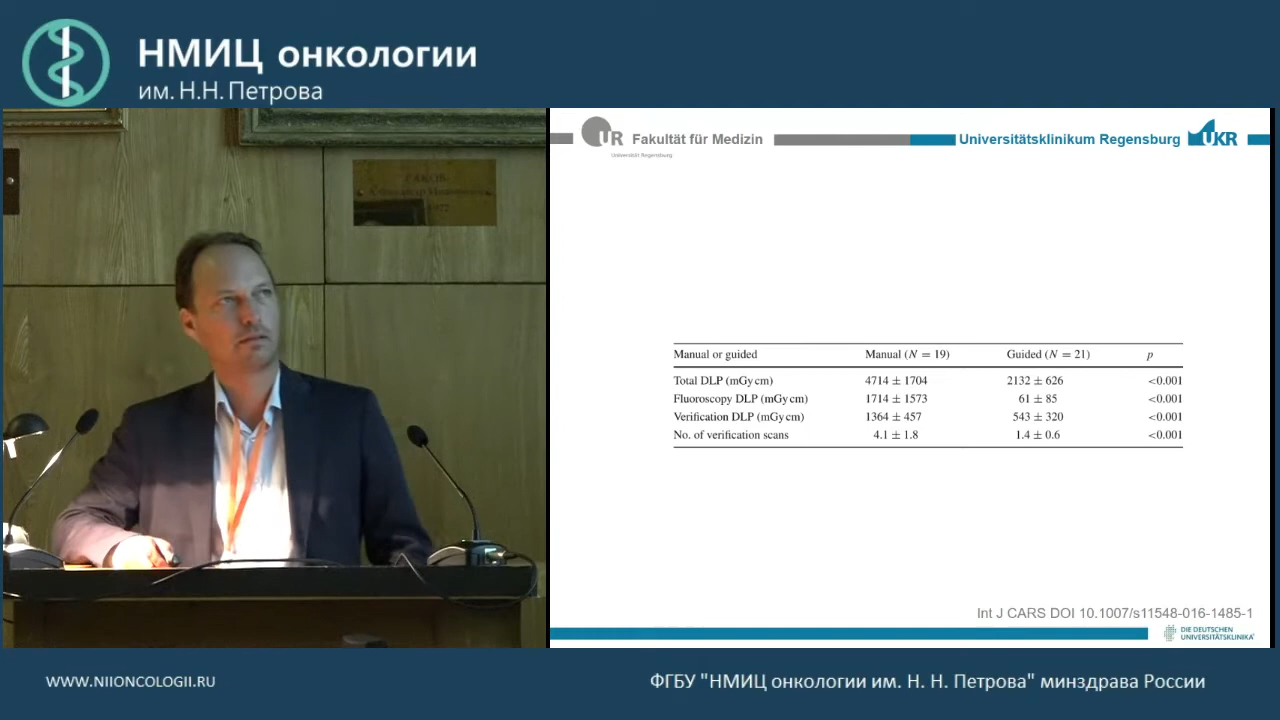 НМИЦ онкологии
им. Н.Н. Петрова
UR Fakultät für Medizin
Universität Regensburg
Universitätsklinikum Regensburg UKR
Manual or guided Manual (N = 19) Guided (N = 21) p
Total DLP (mGy cm) 4714 ± 1704 2132 ± 626 <0.001
Fluoroscopy DLP (mGy cm) 1714 ± 1573 61 ± 85 <0.001
Verification DLP (mGy cm) 1364 ± 457 543 ± 320 <0.001
No. of verification scans 4.1 ± 1.8 1.4 ± 0.6 <0.001
Int J CARS DOI 10.1007/s11548-016-1485-1
DIE DEUTSCHEN
UNIVERSITÄTSKLINIKA
WWW.NIIONCOLOGII.RU
ФГБУ "НМИЦ онкологии им. Н. Н. Петрова" минздрава России